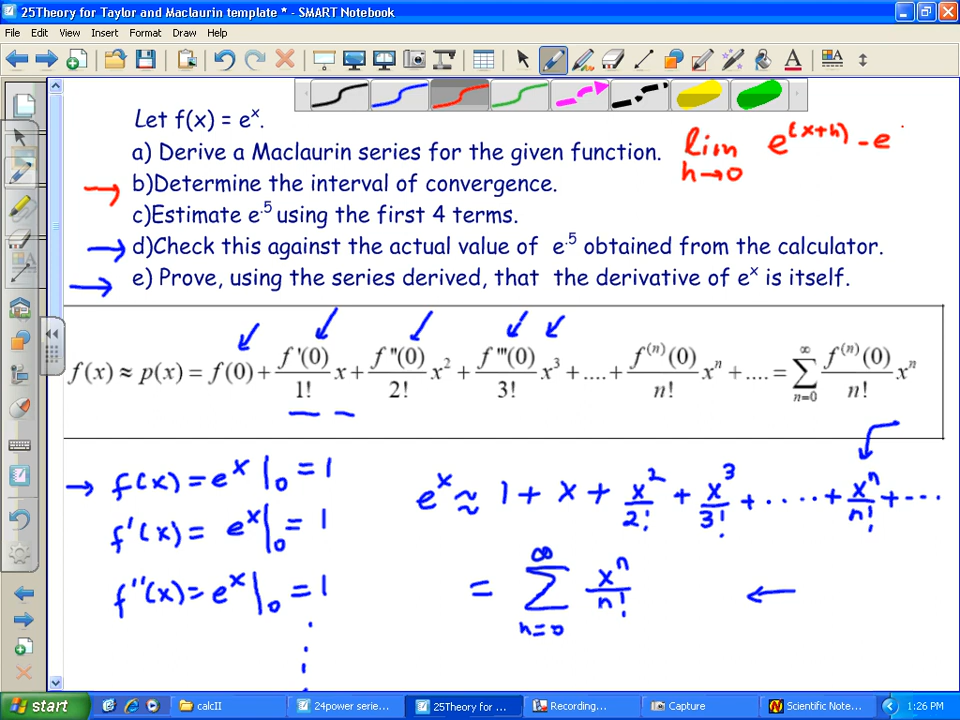 25Theory for Taylor and Maclaurin template * - SMART Notebook
File Edit View Insert Format Draw Help
Let f(x) = e^x.
a) Derive a Maclaurin series for the given function.
lim h→0 e^(x+h) - e
b)Determine the interval of convergence.
c)Estimate e^.5 using the first 4 terms.
d)Check this against the actual value of e^.5 obtained from the calculator.
e) Prove, using the series derived, that the derivative of e^x is itself.
f(x) ≈ p(x) = f(0) + f'(0)/1! x + f''(0)/2! x^2 + f'''(0)/3! x^3 + .... + f^(n)(0)/n! x^n + .... = ∑_{n=0}^{∞} f^(n)(0)/n! x^n
→ f(x) = e^x |_0 = 1
e^x ≈ 1 + x + x^2/2! + x^3/3! + .... + x^n/n! + ...
f'(x) = e^x |_0 = 1
f''(x) = e^x |_0 = 1
= ∑_{n=0}^{∞} x^n/n! ←
start calcII 24power serie... 25Theory for ... Recording... Capture Scientific Note... 1:26 PM